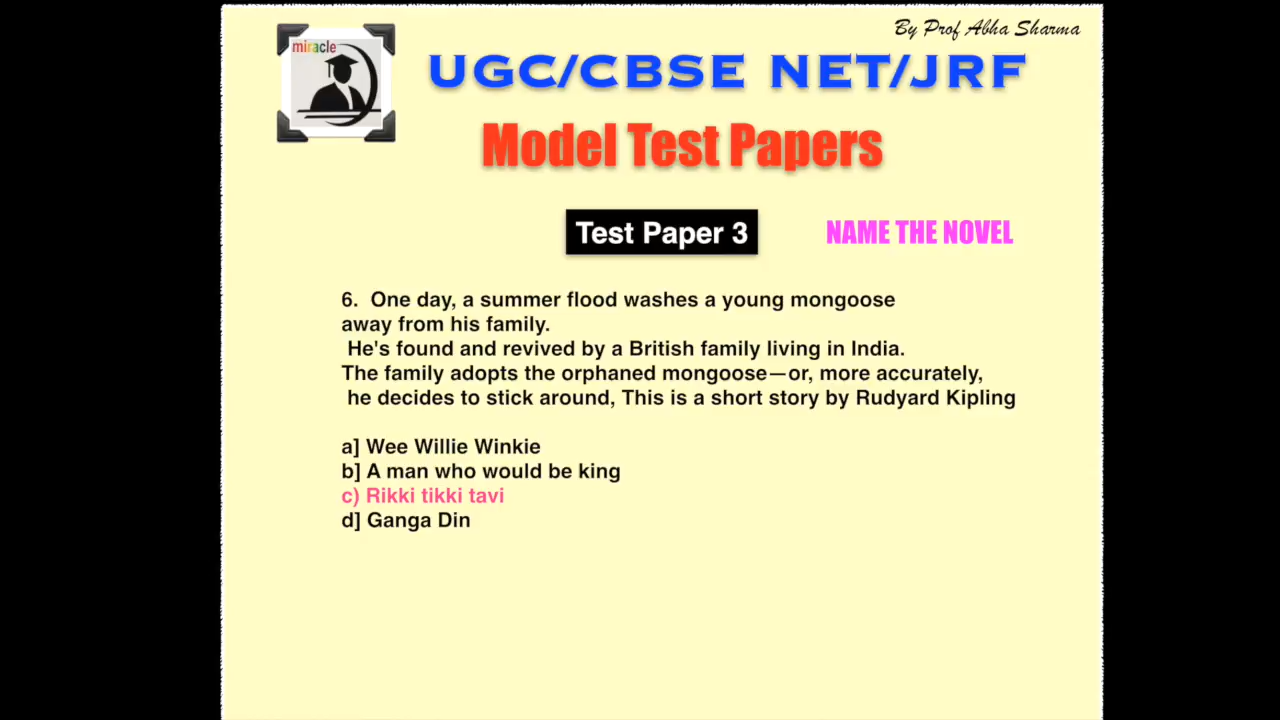 By Prof Abha Sharma
miracle
UGC/CBSE NET/JRF
Model Test Papers
Test Paper 3
NAME THE NOVEL
6. One day, a summer flood washes a young mongoose
away from his family.
He's found and revived by a British family living in India.
The family adopts the orphaned mongoose—or, more accurately,
he decides to stick around, This is a short story by Rudyard Kipling
a] Wee Willie Winkie
b] A man who would be king
c) Rikki tikki tavi
d] Ganga Din